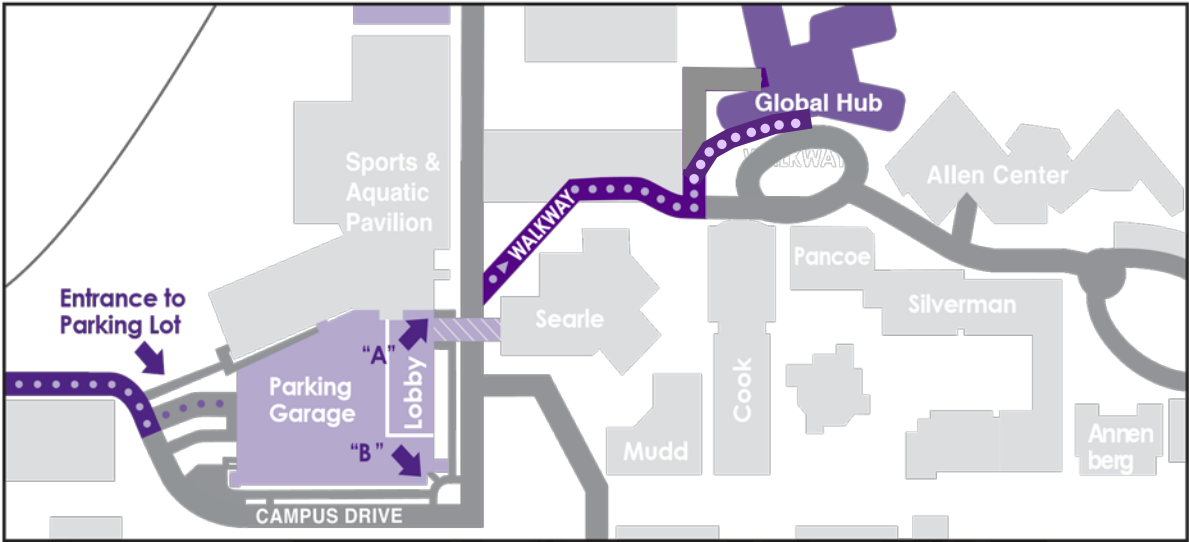 Global Hub
WALKWAY
Allen Center
Sports &
Aquatic
Pavilion
WALKWAY
Pancoe
Silverman
Entrance to
Parking Lot
Searle
"A"
Lobby
Parking
Garage
Cook
"B"
Mudd
Annen
berg
CAMPUS DRIVE